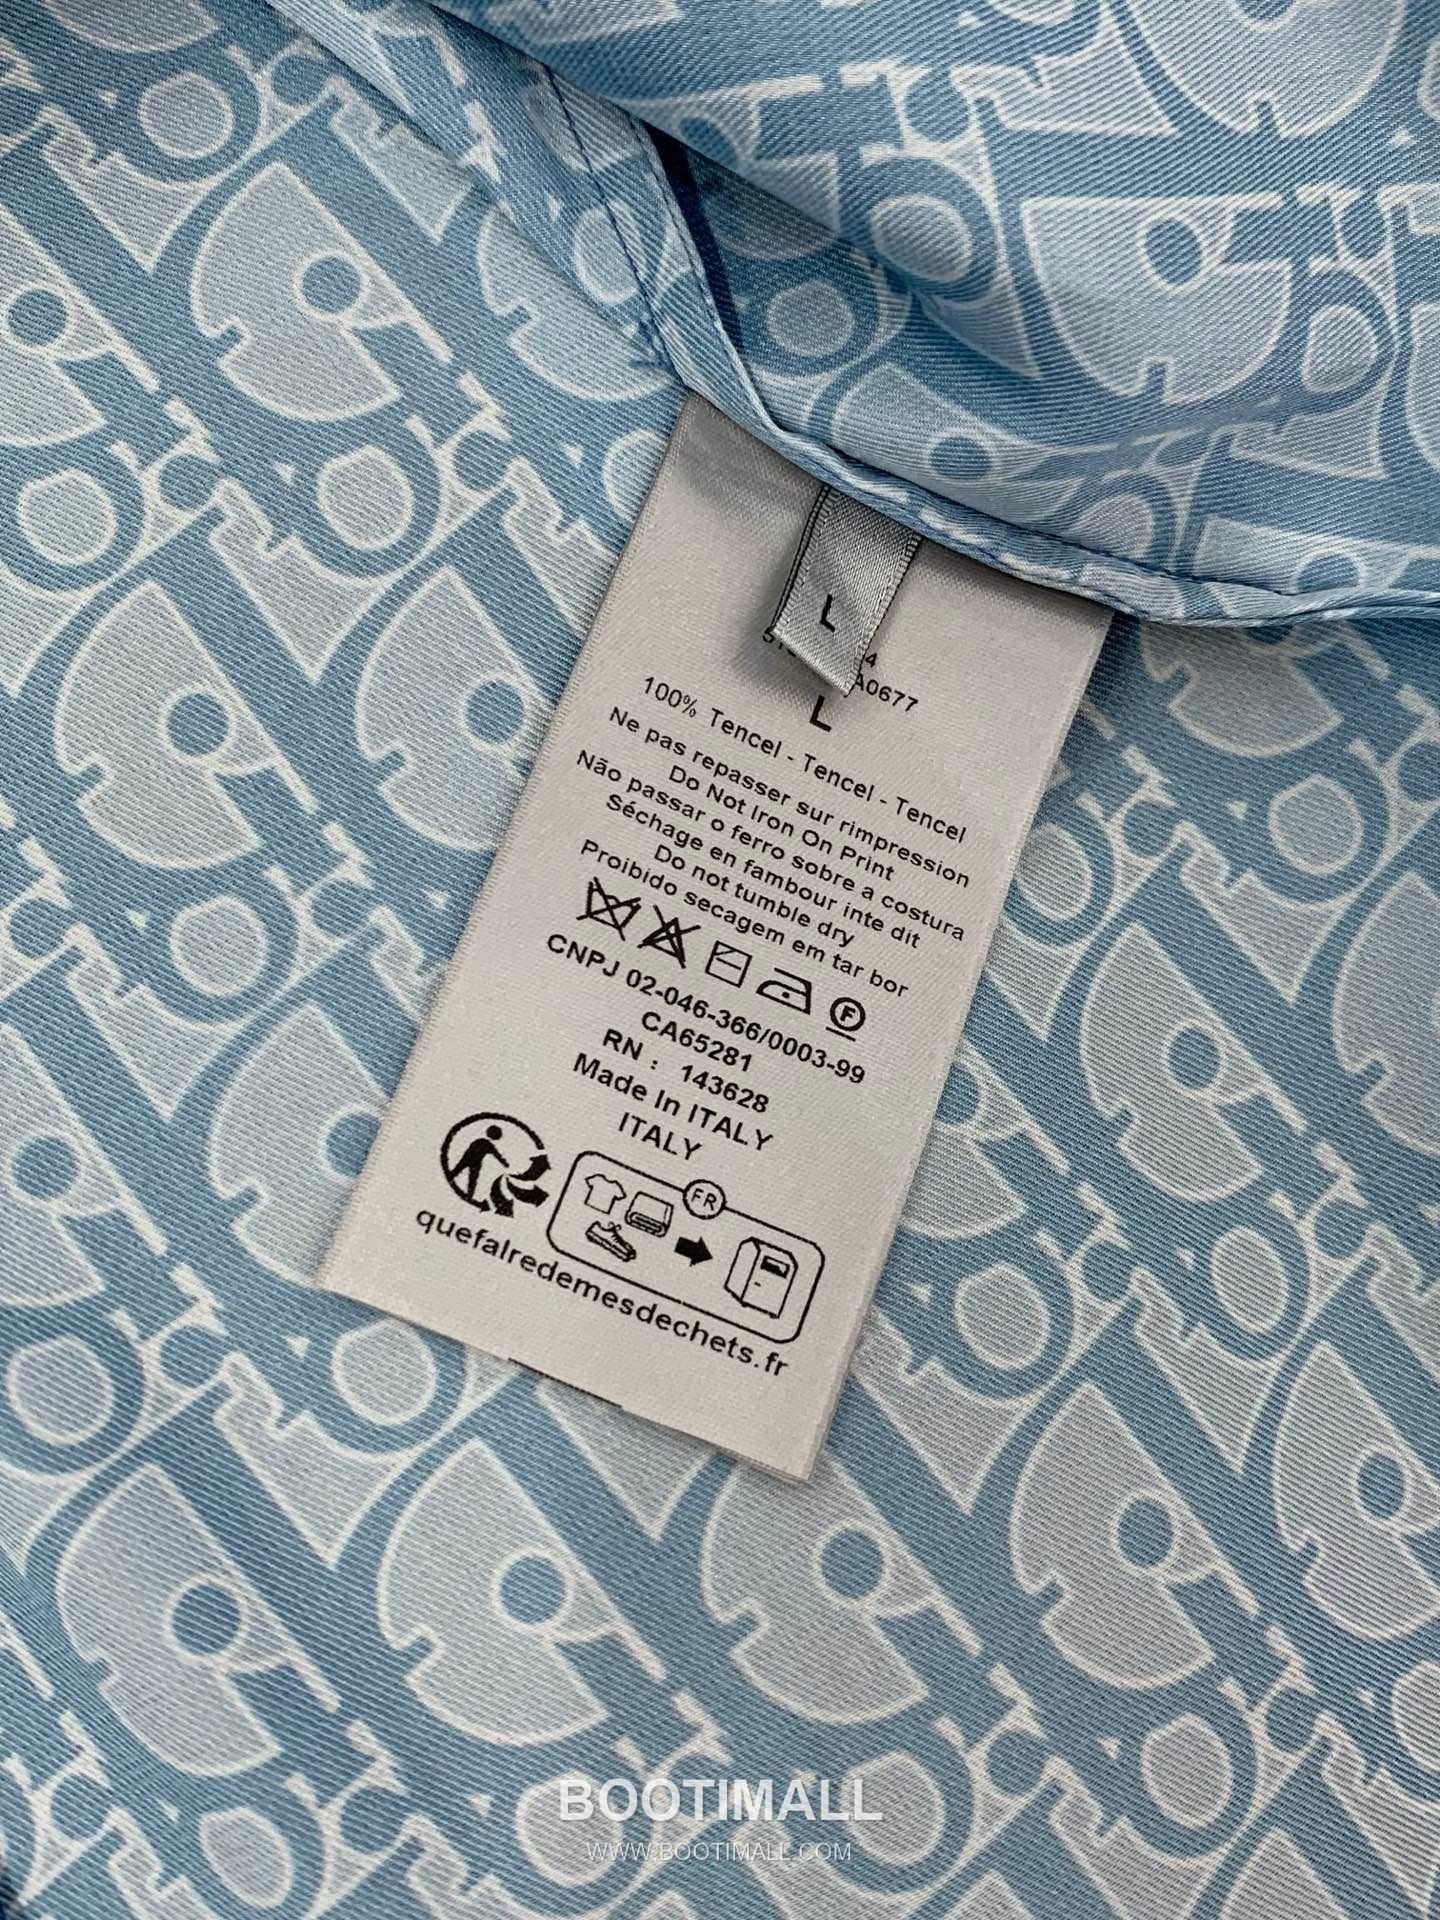 L
4
A0677
L
100% Tencel - Tencel - Tencel
Ne pas repasser sur rimpression
Do Not Iron On Print
Não passar o ferro sobre a costura
Séchage en fambour inte dit
Do not tumble dry
Proibido secagem em tar bor
F
CNPJ 02-046-366/0003-99
CA65281
RN : 143628
Made In ITALY
ITALY
FR
quefalredemesdechets.fr
BOOTIMALL
WWW.BOOTIMALL.COM